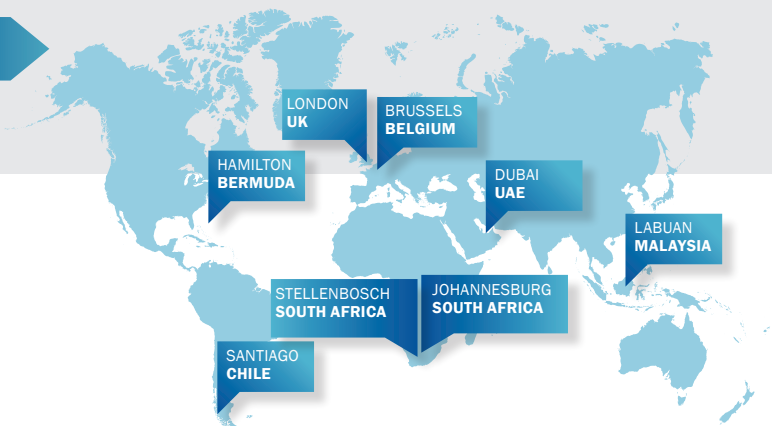 LONDON
UK
BRUSSELS
BELGIUM
HAMILTON
BERMUDA
DUBAI
UAE
LABUAN
MALAYSIA
STELLENBOSCH
SOUTH AFRICA
JOHANNESBURG
SOUTH AFRICA
SANTIAGO
CHILE